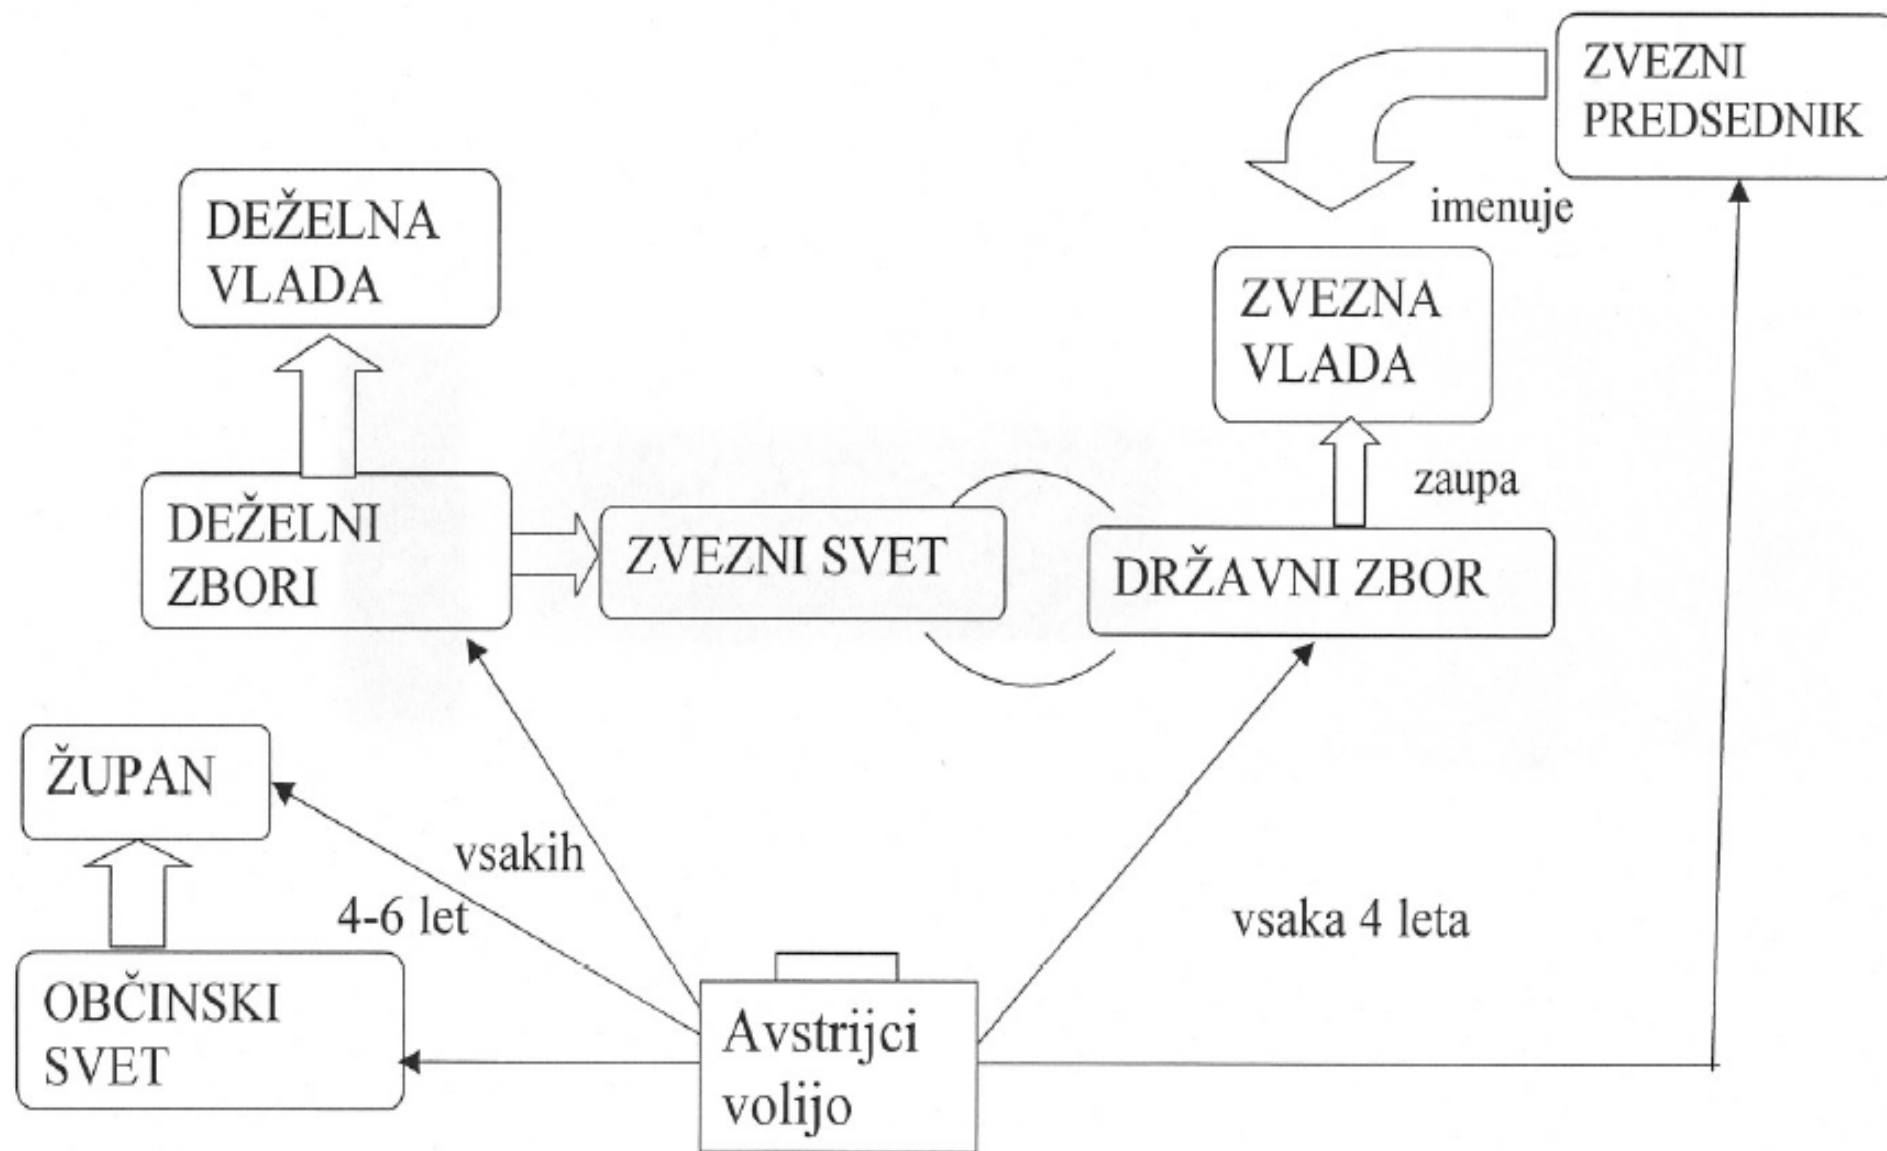 ZVEZNI
PREDSEDNIK
imenuje
DEŽELNA
VLADA
ZVEZNA
VLADA
zaupa
DEŽELNI
ZBORI
ZVEZNI SVET
DRŽAVNI ZBOR
ŽUPAN
vsakih
4-6 let
vsaka 4 leta
OBČINSKI
SVET
Avstrijci
volijo